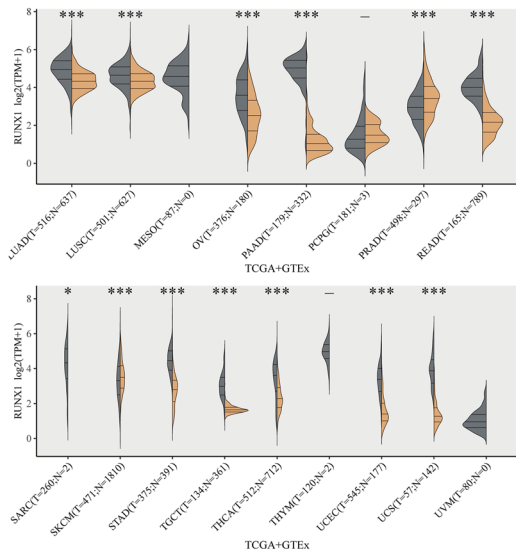 *** *** *** *** — *** ***
8
6
4
2
0
RUNX1 log2(TPM+1)
LUAD(T=516;N=637)
LUSC(T=501;N=627)
MESO(T=87;N=0)
OV(T=376;N=180)
PAAD(T=179;N=332)
PCPG(T=181;N=3)
PRAD(T=498;N=297)
READ(T=165;N=789)
TCGA+GTEx
* *** *** *** *** — *** ***
8
6
4
2
0
RUNX1 log2(TPM+1)
SARC(T=260;N=2)
SKCM(T=471;N=1810)
STAD(T=375;N=391)
TGCT(T=134;N=361)
THCA(T=512;N=712)
THYM(T=120;N=2)
UCEC(T=545;N=177)
UCS(T=57;N=142)
UVM(T=80;N=0)
TCGA+GTEx